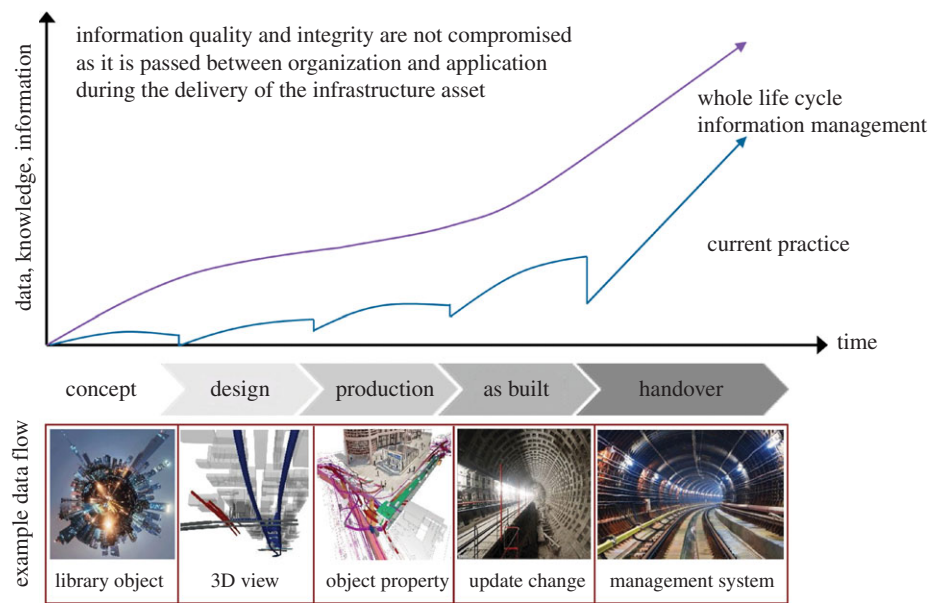 information quality and integrity are not compromised
as it is passed between organization and application
during the delivery of the infrastructure asset
whole life cycle
information management
current practice
data, knowledge, information
time
concept
design
production
as built
handover
example data flow
library object
3D view
object property
update change
management system